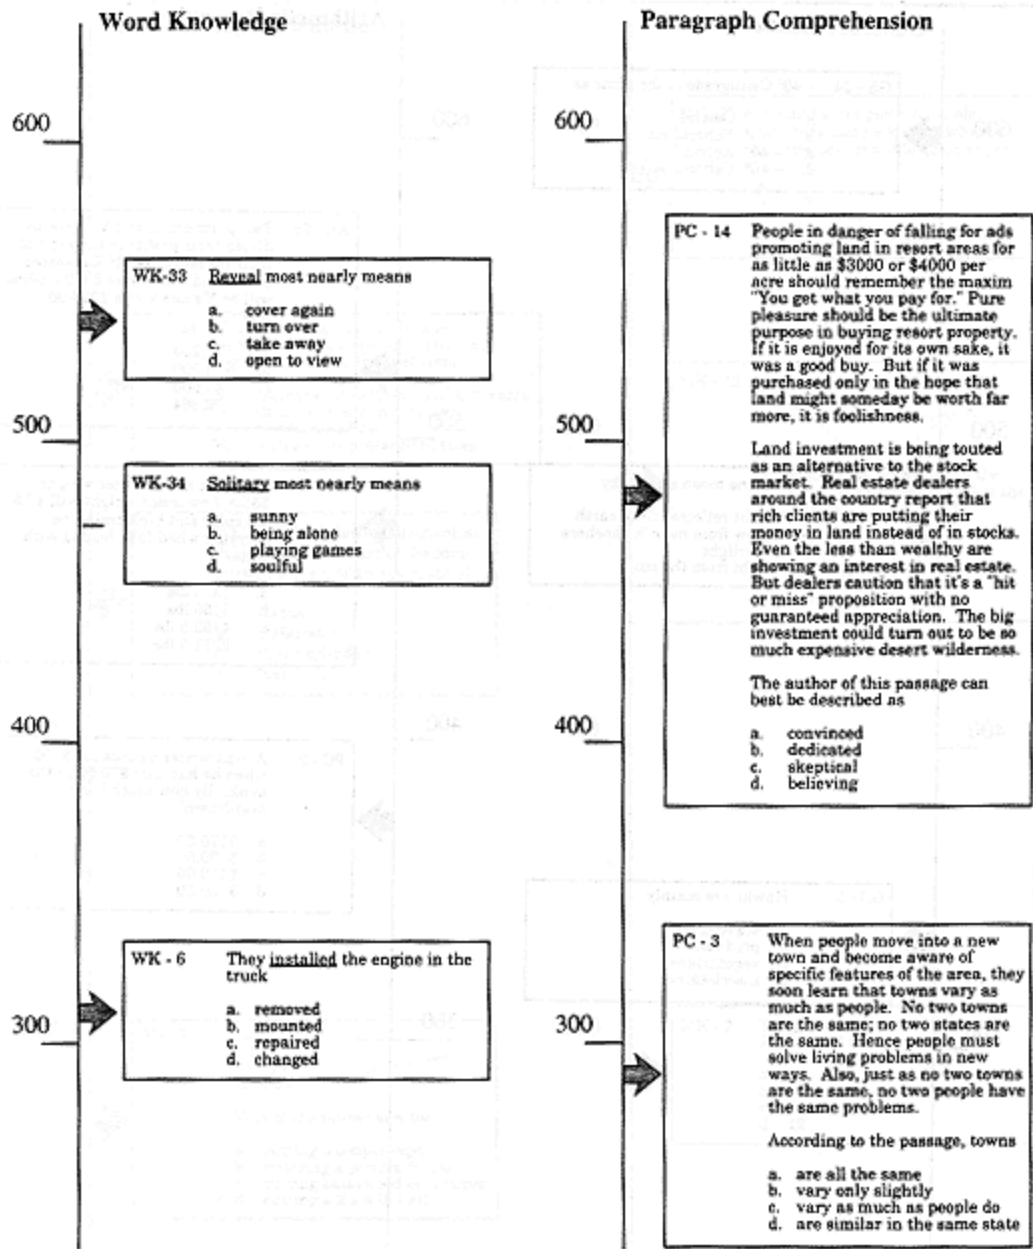 Word Knowledge
600
WK-33 Reveal most nearly means
a. cover again
b. turn over
c. take away
d. open to view
500
WK-34 Solitary most nearly means
a. sunny
b. being alone
c. playing games
d. soulful
400
WK - 6 They installed the engine in the
truck
a. removed
b. mounted
c. repaired
d. changed
300
Paragraph Comprehension
600
PC - 14 People in danger of falling for ads
promoting land in resort areas for
as little as $3000 or $4000 per
acre should remember the maxim
"You get what you pay for." Pure
pleasure should be the ultimate
purpose in buying resort property.
If it is enjoyed for its own sake, it
was a good buy. But if it was
purchased only in the hope that
land might someday be worth far
more, it is foolishness.
500
Land investment is being touted
as an alternative to the stock
market. Real estate dealers
around the country report that
rich clients are putting their
money in land instead of in stocks.
Even the less than wealthy are
showing an interest in real estate.
But dealers caution that it's a "hit
or miss" proposition with no
guaranteed appreciation. The big
investment could turn out to be so
much expensive desert wilderness.
The author of this passage can
best be described as
400
a. convinced
b. dedicated
c. skeptical
d. believing
PC - 3 When people move into a new
town and become aware of
specific features of the area, they
soon learn that towns vary as
much as people. No two towns
are the same; no two states are
the same. Hence people must
solve living problems in new
ways. Also, just as no two towns
are the same, no two people have
the same problems.
300
According to the passage, towns
a. are all the same
b. vary only slightly
c. vary as much as people do
d. are similar in the same state